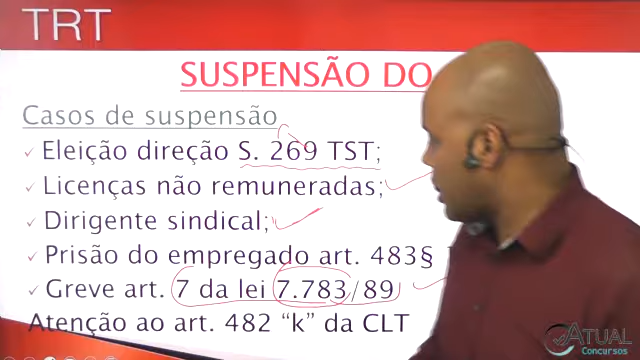 TRT
SUSPENSÃO DO
Casos de suspensão
Eleição direção S. 269 TST;
Licenças não remuneradas;
Dirigente sindical;
Prisão do empregado art. 483§
Greve art. 7 da lei 7.783/89
Atenção ao art. 482 “k” da CLT
ATUAL
Concursos